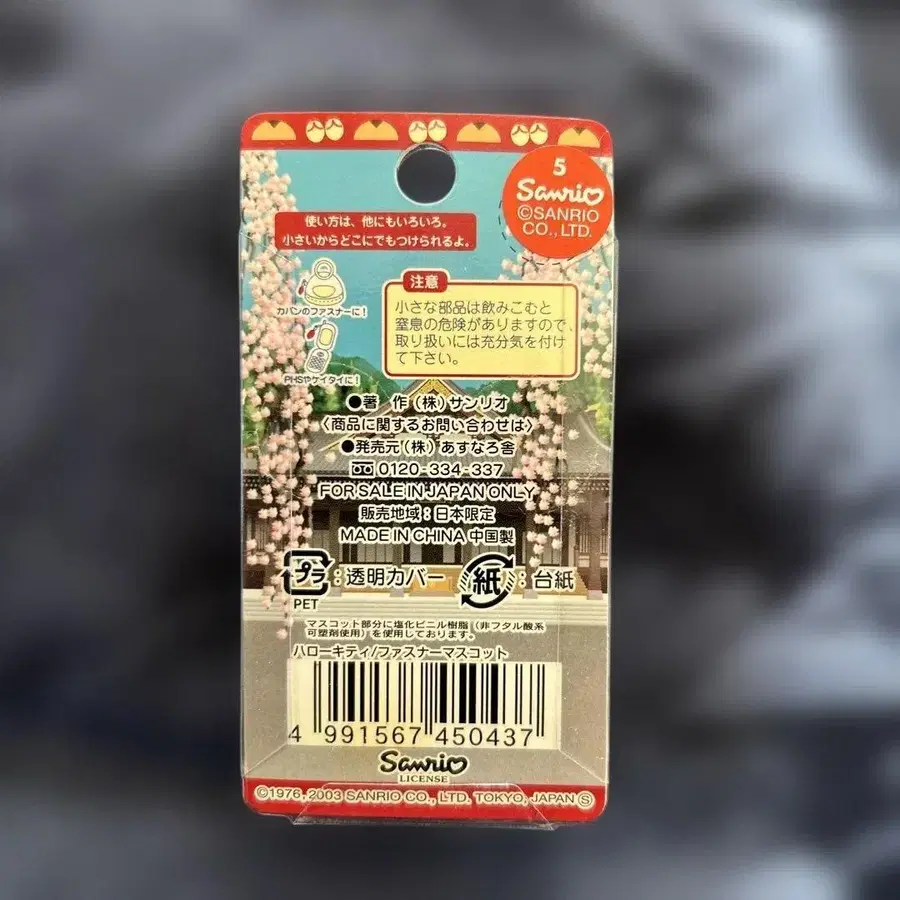 5
Sanrio
©SANRIO
CO., LTD.
使い方は、他にもいろいろ。
小さいからどこにでもつけられるよ。
カバンのファスナーに!
PHSやケイタイに!
注意
小さな部品は飲みこむと
窒息の危険がありますので、
取り扱いには充分気を付け
て下さい。
●著 作(株)サンリオ
〈商品に関するお問い合わせは〉
●発売元(株)あすなろ舎
0120-334-337
FOR SALE IN JAPAN ONLY
販売地域:日本限定
MADE IN CHINA 中国製
プラ:透明カバー 紙:台紙
PET
マスコット部分に塩化ビニル樹脂(非フタル酸系
可塑剤使用)を使用しております。
ハローキティ/ファスナーマスコット
4 991567 450437
Sanrio
LICENSE
©1976, 2003 SANRIO CO., LTD. TOKYO, JAPAN Ⓢ